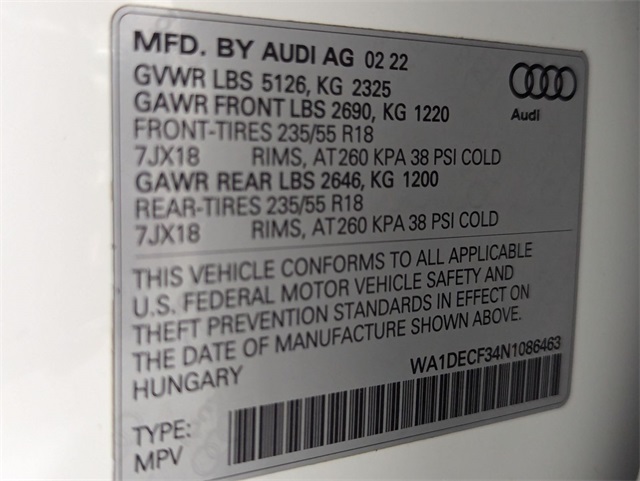 MFD. BY AUDI AG 02 22
GVWR LBS 5126, KG 2325
GAWR FRONT LBS 2690, KG 1220
FRONT-TIRES 235/55 R18
7JX18 RIMS, AT260 KPA 38 PSI COLD
GAWR REAR LBS 2646, KG 1200
REAR-TIRES 235/55 R18
7JX18 RIMS, AT260 KPA 38 PSI COLD
Audi
THIS VEHICLE CONFORMS TO ALL APPLICABLE
U.S. FEDERAL MOTOR VEHICLE SAFETY AND
THEFT PREVENTION STANDARDS IN EFFECT ON
THE DATE OF MANUFACTURE SHOWN ABOVE.
HUNGARY WA1DECF34N1086463
TYPE:
MPV